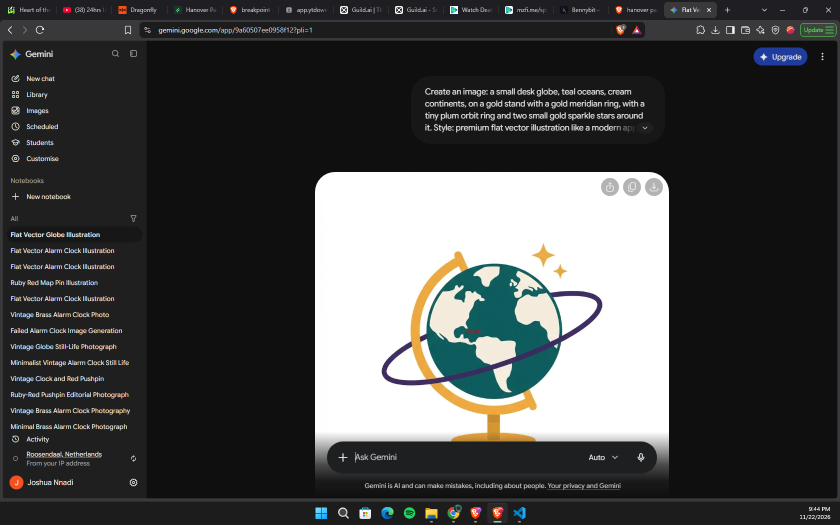 Heart of the
(38) 24hrs
Dragonfly
Hanover Pa
breakpoint
app.ytdown
Guild.ai | T
Guild.ai - S
Watch Deat
mzfi.me/sp
Bennybit -
hanover pa
Flat Ve
gemini.google.com/app/9a60507ee0958f12?pli=1
Update
Gemini
Upgrade
New chat
Library
Images
Scheduled
Students
Customise
Notebooks
New notebook
All
Flat Vector Globe Illustration
Flat Vector Alarm Clock Illustration
Flat Vector Alarm Clock Illustration
Ruby Red Map Pin Illustration
Flat Vector Alarm Clock Illustration
Vintage Brass Alarm Clock Photo
Failed Alarm Clock Image Generation
Vintage Globe Still-Life Photograph
Minimalist Vintage Alarm Clock Still Life
Vintage Clock and Red Pushpin
Ruby-Red Pushpin Editorial Photograph
Vintage Brass Alarm Clock Photography
Minimal Brass Alarm Clock Photograph
Activity
Roosendaal, Netherlands
From your IP address
J
Joshua Nnadi
Create an image: a small desk globe, teal oceans, cream
continents, on a gold stand with a gold meridian ring, with a
tiny plum orbit ring and two small gold sparkle stars around
it. Style: premium flat vector illustration like a modern app
Ask Gemini
Auto
Gemini is AI and can make mistakes, including about people. Your privacy and Gemini
9:44 PM
11/22/2026